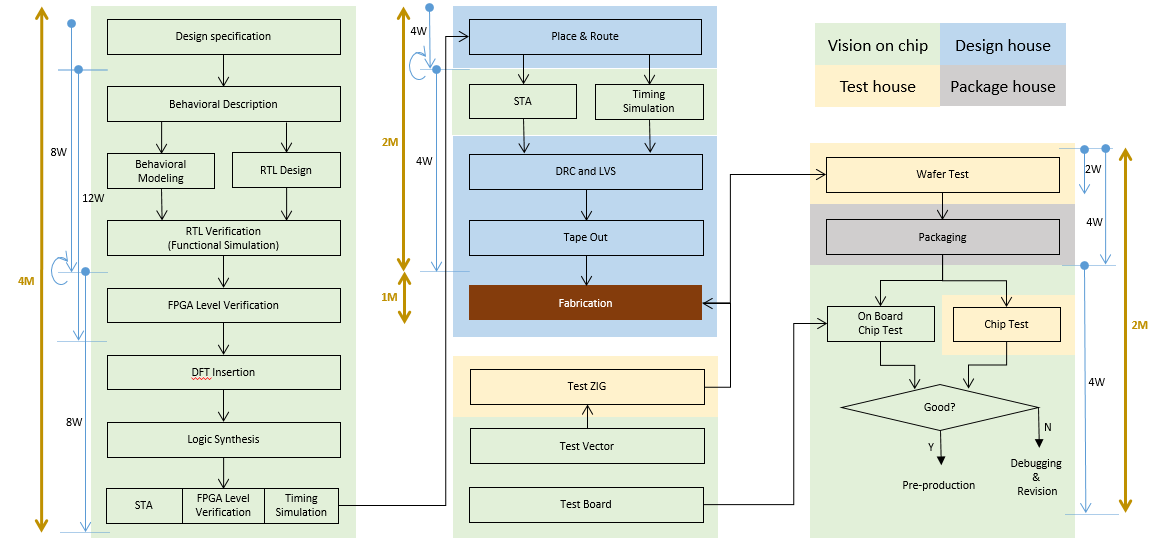 Design specification
Behavioral Description
Behavioral
Modeling
RTL Design
RTL Verification
(Functional Simulation)
FPGA Level Verification
DFT Insertion
Logic Synthesis
STA
FPGA Level
Verification
Timing
Simulation
8W
12W
8W
4M
4W
4W
2M
1M
Place & Route
STA
Timing
Simulation
DRC and LVS
Tape Out
Fabrication
Test ZIG
Test Vector
Test Board
Vision on chip
Design house
Test house
Package house
Wafer Test
Packaging
On Board
Chip Test
Chip Test
Good?
Y
N
Pre-production
Debugging
&
Revision
2W
4W
4W
2M